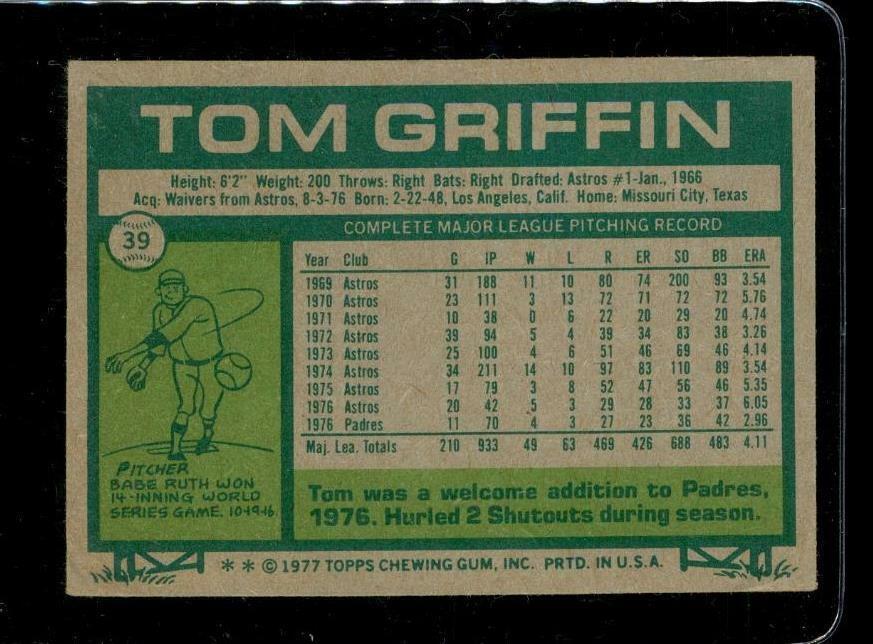 TOM GRIFFIN
Height: 6'2" Weight: 200 Throws: Right Bats: Right Drafted: Astros #1-Jan., 1966
Acq: Waivers from Astros, 8-3-76 Born: 2-22-48, Los Angeles, Calif. Home: Missouri City, Texas
39
COMPLETE MAJOR LEAGUE PITCHING RECORD
Year Club G IP W L R ER SO BB ERA
1969 Astros 31 188 11 10 80 74 200 93 3.54
1970 Astros 23 111 3 13 72 71 72 72 5.76
1971 Astros 10 38 0 6 22 20 29 20 4.74
1972 Astros 39 94 5 4 39 34 83 38 3.26
1973 Astros 25 100 4 6 51 46 69 46 4.14
1974 Astros 34 211 14 10 97 83 110 89 3.54
1975 Astros 17 79 3 8 52 47 56 46 5.35
1976 Astros 20 42 5 3 29 28 33 37 6.05
1976 Padres 11 70 4 3 27 23 36 42 2.96
Maj. Lea. Totals 210 933 49 63 469 426 688 483 4.11
PITCHER
BABE RUTH WON
14-INNING WORLD
SERIES GAME. 10-9-16.
Tom was a welcome addition to Padres,
1976. Hurled 2 Shutouts during season.
* * © 1977 TOPPS CHEWING GUM, INC. PRTD. IN U.S.A.